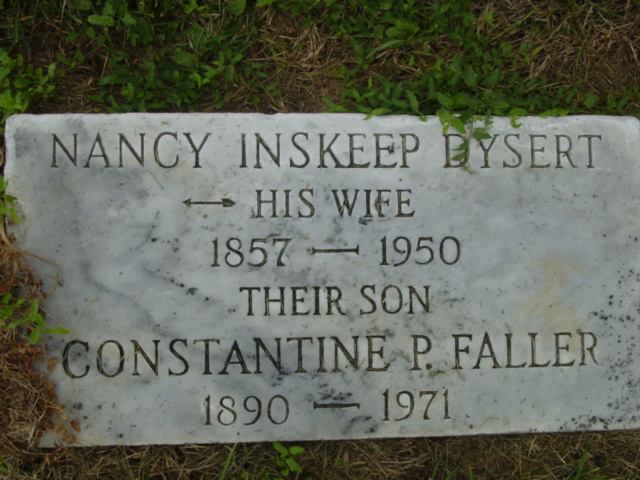 NANCY INSKEEP DYSERT
↔ HIS WIFE
1857 — 1950
THEIR SON
CONSTANTINE P. FALLER
1890 — 1971